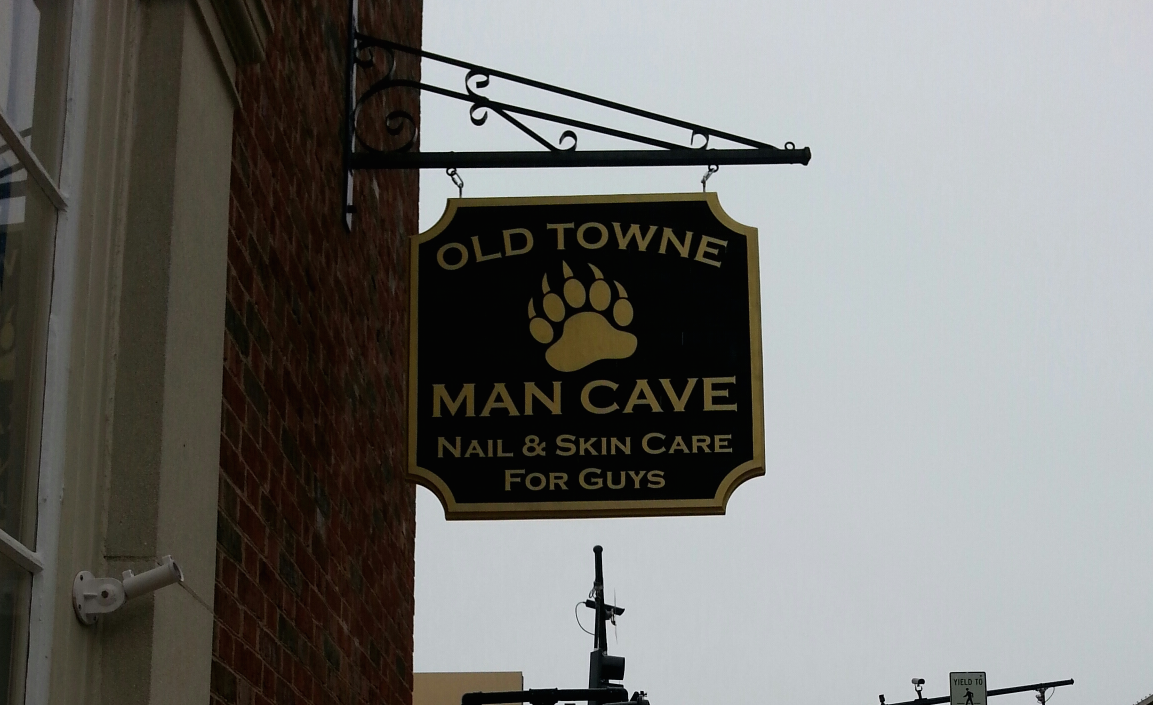 OLD TOWNE
MAN CAVE
NAIL & SKIN CARE
FOR GUYS
YIELD TO